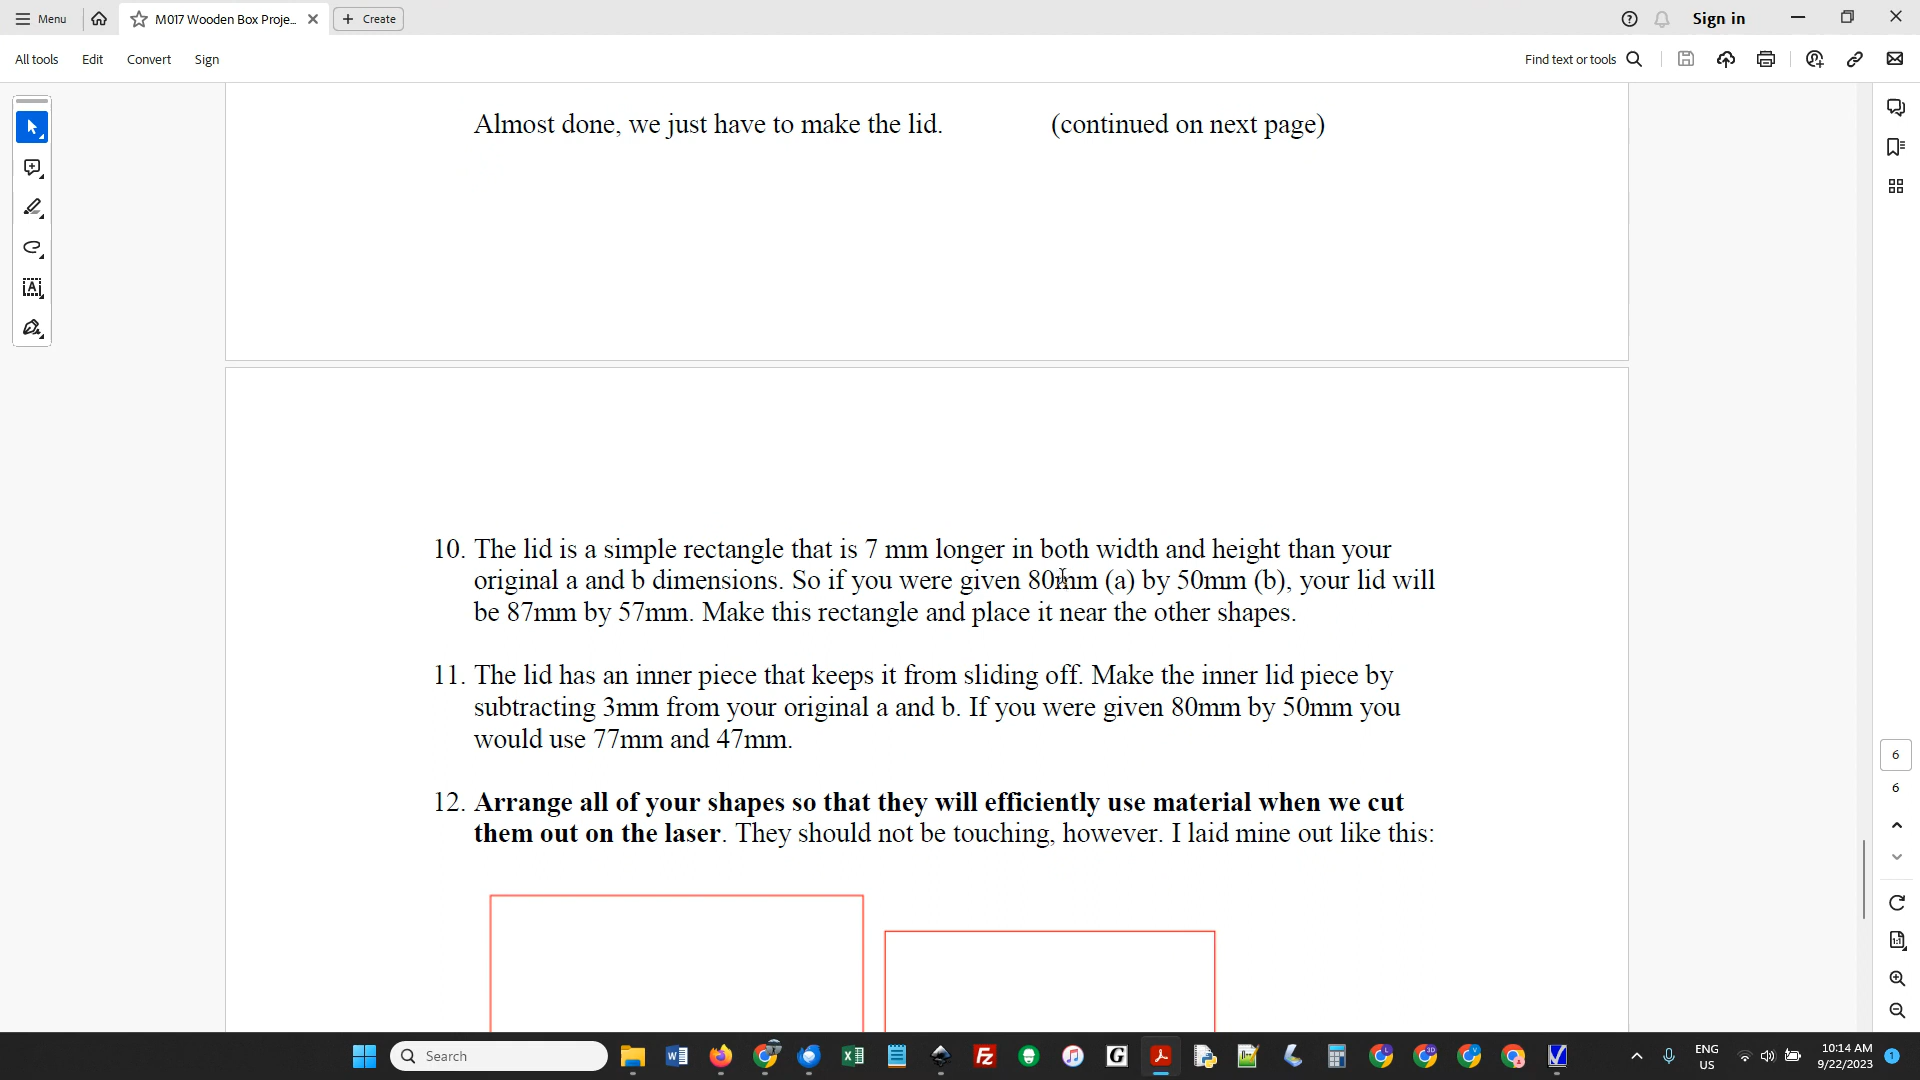 Menu
M017 Wooden Box Proje...
Create
Sign in
All tools
Edit
Convert
Sign
Find text or tools
Almost done, we just have to make the lid. (continued on next page)
10. The lid is a simple rectangle that is 7 mm longer in both width and height than your
original a and b dimensions. So if you were given 80mm (a) by 50mm (b), your lid will
be 87mm by 57mm. Make this rectangle and place it near the other shapes.
11. The lid has an inner piece that keeps it from sliding off. Make the inner lid piece by
subtracting 3mm from your original a and b. If you were given 80mm by 50mm you
would use 77mm and 47mm.
12. Arrange all of your shapes so that they will efficiently use material when we cut
them out on the laser. They should not be touching, however. I laid mine out like this:
6
6
1:1
Search
ENG
US
10:14 AM
9/22/2023
1